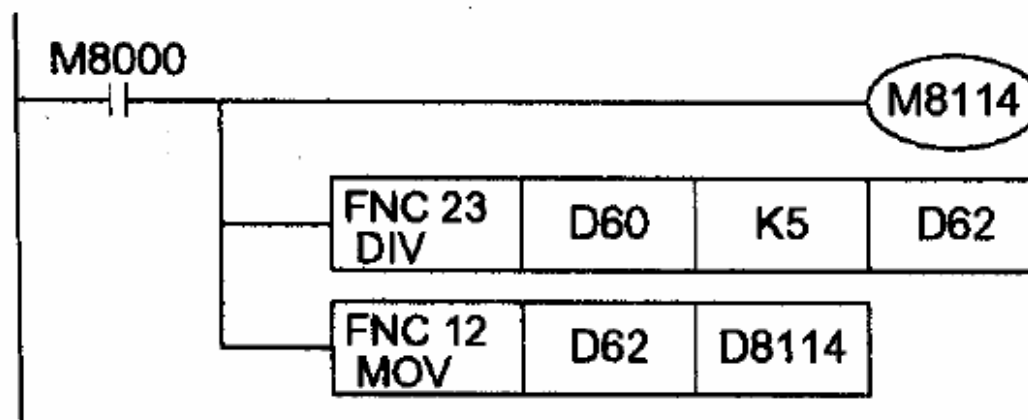 M8000
M8114
FNC 23 DIV D60 K5 D62
FNC 12 MOV D62 D8114